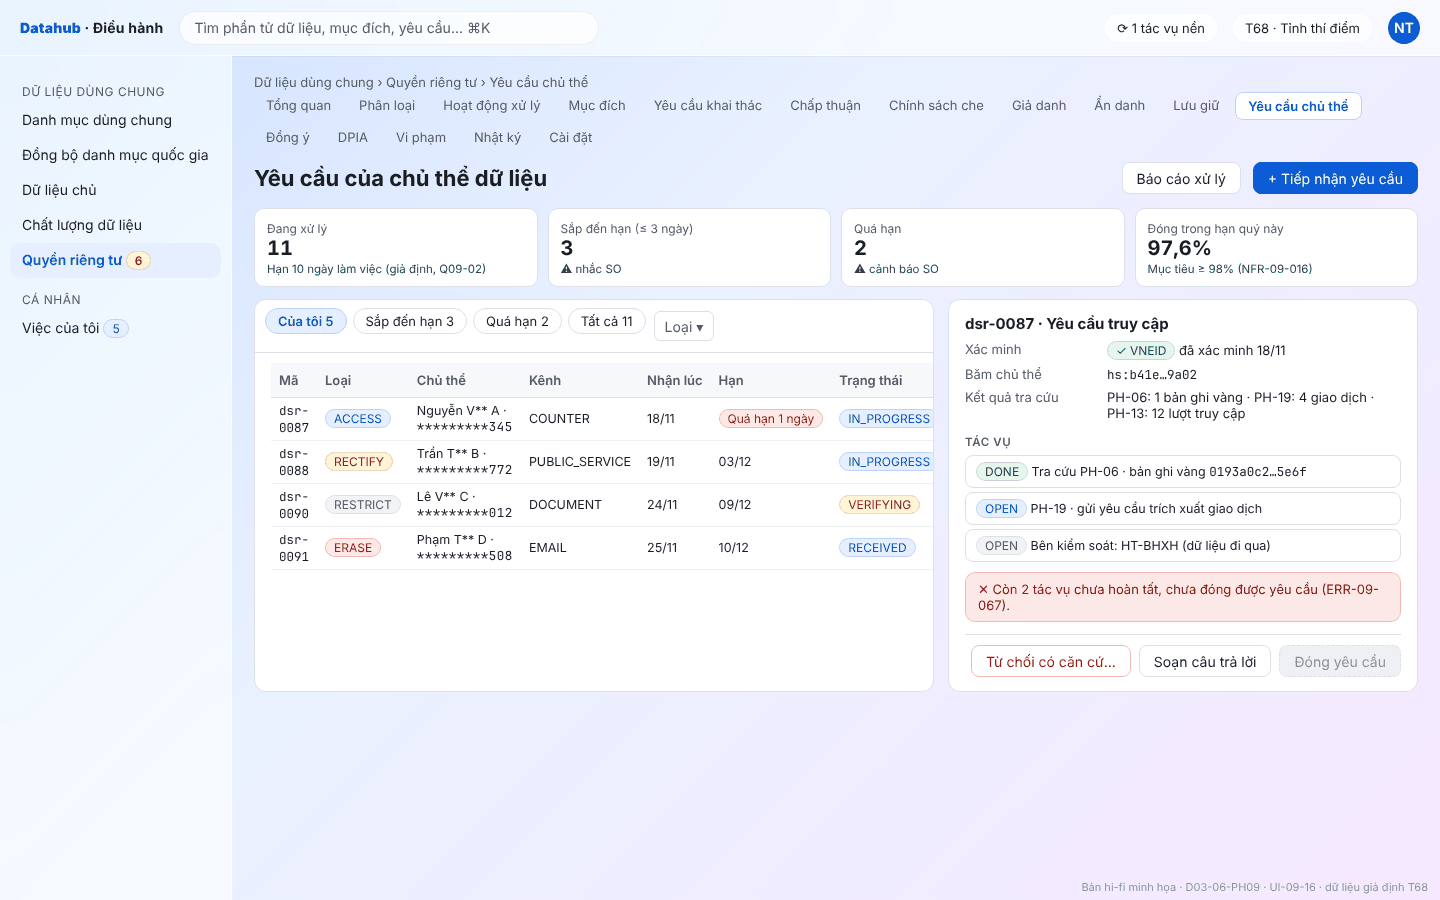 Datahub · Điều hành
Tìm phần tử dữ liệu, mục đích, yêu cầu... ⌘K
⟳ 1 tác vụ nền
T68 · Tỉnh thí điểm
NT
DỮ LIỆU DÙNG CHUNG
Danh mục dùng chung
Đồng bộ danh mục quốc gia
Dữ liệu chủ
Chất lượng dữ liệu
Quyền riêng tư 6
CÁ NHÂN
Việc của tôi 5
Dữ liệu dùng chung › Quyền riêng tư › Yêu cầu chủ thể
Tổng quan Phân loại Hoạt động xử lý Mục đích Yêu cầu khai thác Chấp thuận Chính sách che Giả danh Ẩn danh Lưu giữ Yêu cầu chủ thể
Đồng ý DPIA Vi phạm Nhật ký Cài đặt
Yêu cầu của chủ thể dữ liệu
Báo cáo xử lý
+ Tiếp nhận yêu cầu
Đang xử lý
11
Hạn 10 ngày làm việc (giả định, Q09-02)
Sắp đến hạn (≤ 3 ngày)
3
⚠ nhắc SO
Quá hạn
2
⚠ cảnh báo SO
Đóng trong hạn quý này
97,6%
Mục tiêu ≥ 98% (NFR-09-016)
Của tôi 5 Sắp đến hạn 3 Quá hạn 2 Tất cả 11 Loại ▾
Mã Loại Chủ thể Kênh Nhận lúc Hạn Trạng thái
dsr-0087 ACCESS Nguyễn V** A · *********345 COUNTER 18/11 Quá hạn 1 ngày IN_PROGRESS
dsr-0088 RECTIFY Trần T** B · *********772 PUBLIC_SERVICE 19/11 03/12 IN_PROGRESS
dsr-0090 RESTRICT Lê V** C · *********012 DOCUMENT 24/11 09/12 VERIFYING
dsr-0091 ERASE Phạm T** D · *********508 EMAIL 25/11 10/12 RECEIVED
dsr-0087 · Yêu cầu truy cập
Xác minh ✓ VNEID đã xác minh 18/11
Băm chủ thể hs:b41e…9a02
Kết quả tra cứu PH-06: 1 bản ghi vàng · PH-19: 4 giao dịch ·
PH-13: 12 lượt truy cập
TÁC VỤ
DONE Tra cứu PH-06 · bản ghi vàng 0193a0c2…5e6f
OPEN PH-19 · gửi yêu cầu trích xuất giao dịch
OPEN Bên kiểm soát: HT-BHXH (dữ liệu đi qua)
✕ Còn 2 tác vụ chưa hoàn tất, chưa đóng được yêu cầu (ERR-09-
067).
Từ chối có căn cứ...
Soạn câu trả lời
Đóng yêu cầu
Bản hi-fi minh họa · D03-06-PH09 · UI-09-16 · dữ liệu giả định T68